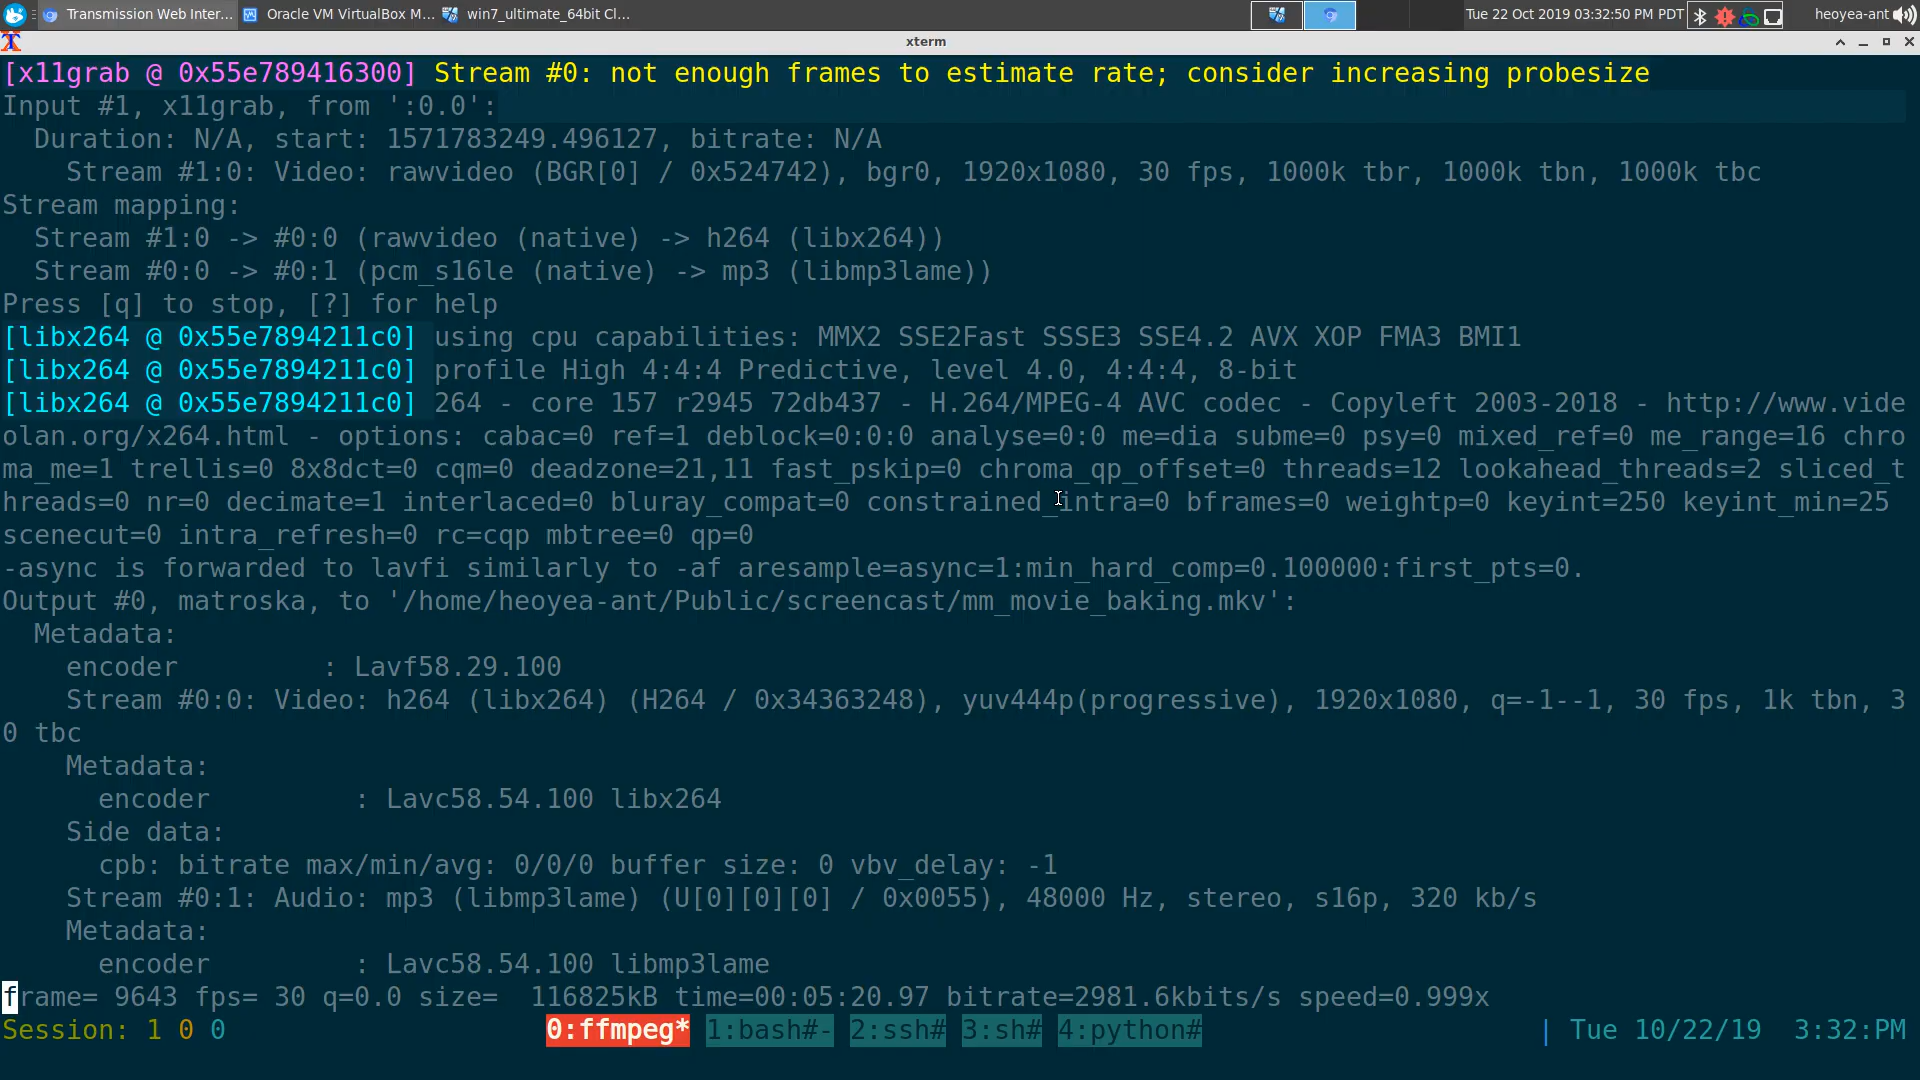 Transmission Web Inter... Oracle VM VirtualBox M... win7_ultimate_64bit Cl... Tue 22 Oct 2019 03:32:50 PM PDT heoyea-ant
xterm
[x11grab @ 0x55e789416300] Stream #0: not enough frames to estimate rate; consider increasing probesize
Input #1, x11grab, from ':0.0':
  Duration: N/A, start: 1571783249.496127, bitrate: N/A
    Stream #1:0: Video: rawvideo (BGR[0] / 0x524742), bgr0, 1920x1080, 30 fps, 1000k tbr, 1000k tbn, 1000k tbc
Stream mapping:
  Stream #1:0 -> #0:0 (rawvideo (native) -> h264 (libx264))
  Stream #0:0 -> #0:1 (pcm_s16le (native) -> mp3 (libmp3lame))
Press [q] to stop, [?] for help
[libx264 @ 0x55e7894211c0] using cpu capabilities: MMX2 SSE2Fast SSSE3 SSE4.2 AVX XOP FMA3 BMI1
[libx264 @ 0x55e7894211c0] profile High 4:4:4 Predictive, level 4.0, 4:4:4, 8-bit
[libx264 @ 0x55e7894211c0] 264 - core 157 r2945 72db437 - H.264/MPEG-4 AVC codec - Copyleft 2003-2018 - http://www.vide
olan.org/x264.html - options: cabac=0 ref=1 deblock=0:0:0 analyse=0:0 me=dia subme=0 psy=0 mixed_ref=0 me_range=16 chro
ma_me=1 trellis=0 8x8dct=0 cqm=0 deadzone=21,11 fast_pskip=0 chroma_qp_offset=0 threads=12 lookahead_threads=2 sliced_t
hreads=0 nr=0 decimate=1 interlaced=0 bluray_compat=0 constrained_intra=0 bframes=0 weightp=0 keyint=250 keyint_min=25
scenecut=0 intra_refresh=0 rc=cqp mbtree=0 qp=0
-async is forwarded to lavfi similarly to -af aresample=async=1:min_hard_comp=0.100000:first_pts=0.
Output #0, matroska, to '/home/heoyea-ant/Public/screencast/mm_movie_baking.mkv':
  Metadata:
    encoder         : Lavf58.29.100
    Stream #0:0: Video: h264 (libx264) (H264 / 0x34363248), yuv444p(progressive), 1920x1080, q=-1--1, 30 fps, 1k tbn, 3
0 tbc
    Metadata:
      encoder         : Lavc58.54.100 libx264
    Side data:
      cpb: bitrate max/min/avg: 0/0/0 buffer size: 0 vbv_delay: -1
    Stream #0:1: Audio: mp3 (libmp3lame) (U[0][0][0] / 0x0055), 48000 Hz, stereo, s16p, 320 kb/s
    Metadata:
      encoder         : Lavc58.54.100 libmp3lame
frame= 9643 fps= 30 q=0.0 size=  116825kB time=00:05:20.97 bitrate=2981.6kbits/s speed=0.999x
Session: 1 0 0 0:ffmpeg* 1:bash#- 2:ssh# 3:sh# 4:python# | Tue 10/22/19  3:32:PM